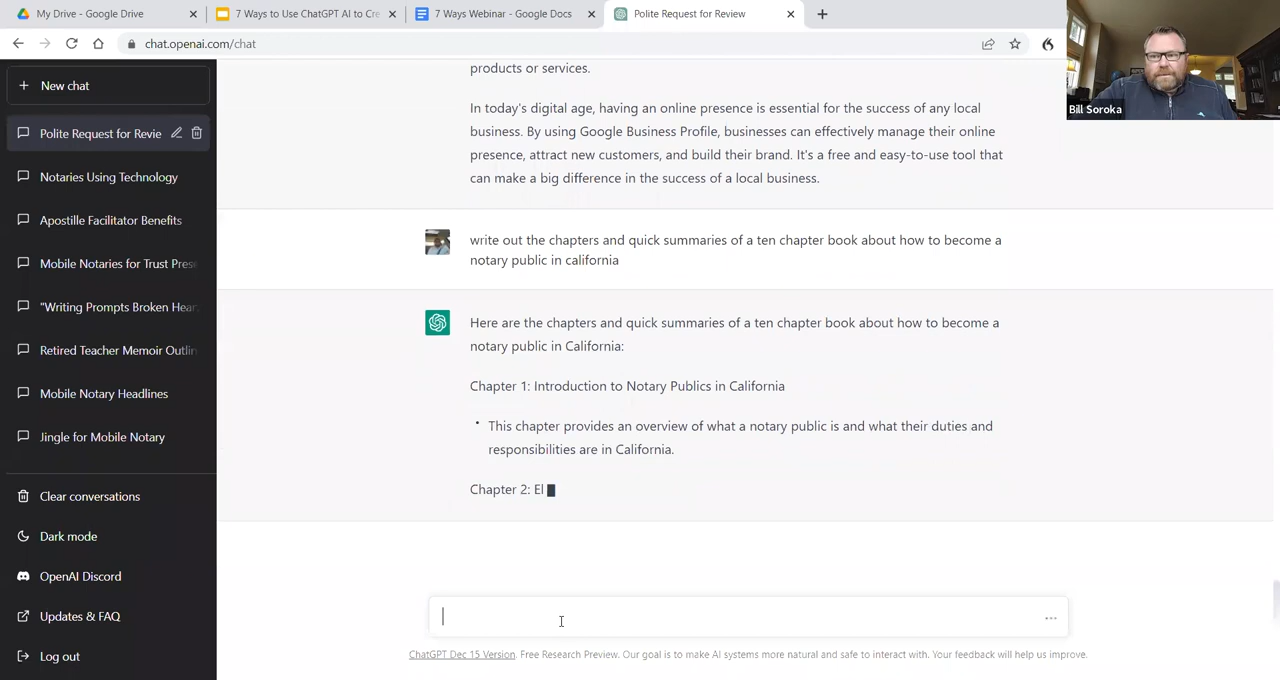 My Drive - Google Drive
7 Ways to Use ChatGPT AI to Cre
7 Ways Webinar - Google Docs
Polite Request for Review
chat.openai.com/chat
Bill Soroka
New chat
Polite Request for Revie
Notaries Using Technology
Apostille Facilitator Benefits
Mobile Notaries for Trust Prese
"Writing Prompts Broken Hear
Retired Teacher Memoir Outlin
Mobile Notary Headlines
Jingle for Mobile Notary
Clear conversations
Dark mode
OpenAI Discord
Updates & FAQ
Log out
products or services.
In today's digital age, having an online presence is essential for the success of any local
business. By using Google Business Profile, businesses can effectively manage their online
presence, attract new customers, and build their brand. It's a free and easy-to-use tool that
can make a big difference in the success of a local business.
write out the chapters and quick summaries of a ten chapter book about how to become a
notary public in california
Here are the chapters and quick summaries of a ten chapter book about how to become a
notary public in California:
Chapter 1: Introduction to Notary Publics in California
• This chapter provides an overview of what a notary public is and what their duties and
responsibilities are in California.
Chapter 2: El
ChatGPT Dec 15 Version. Free Research Preview. Our goal is to make AI systems more natural and safe to interact with. Your feedback will help us improve.